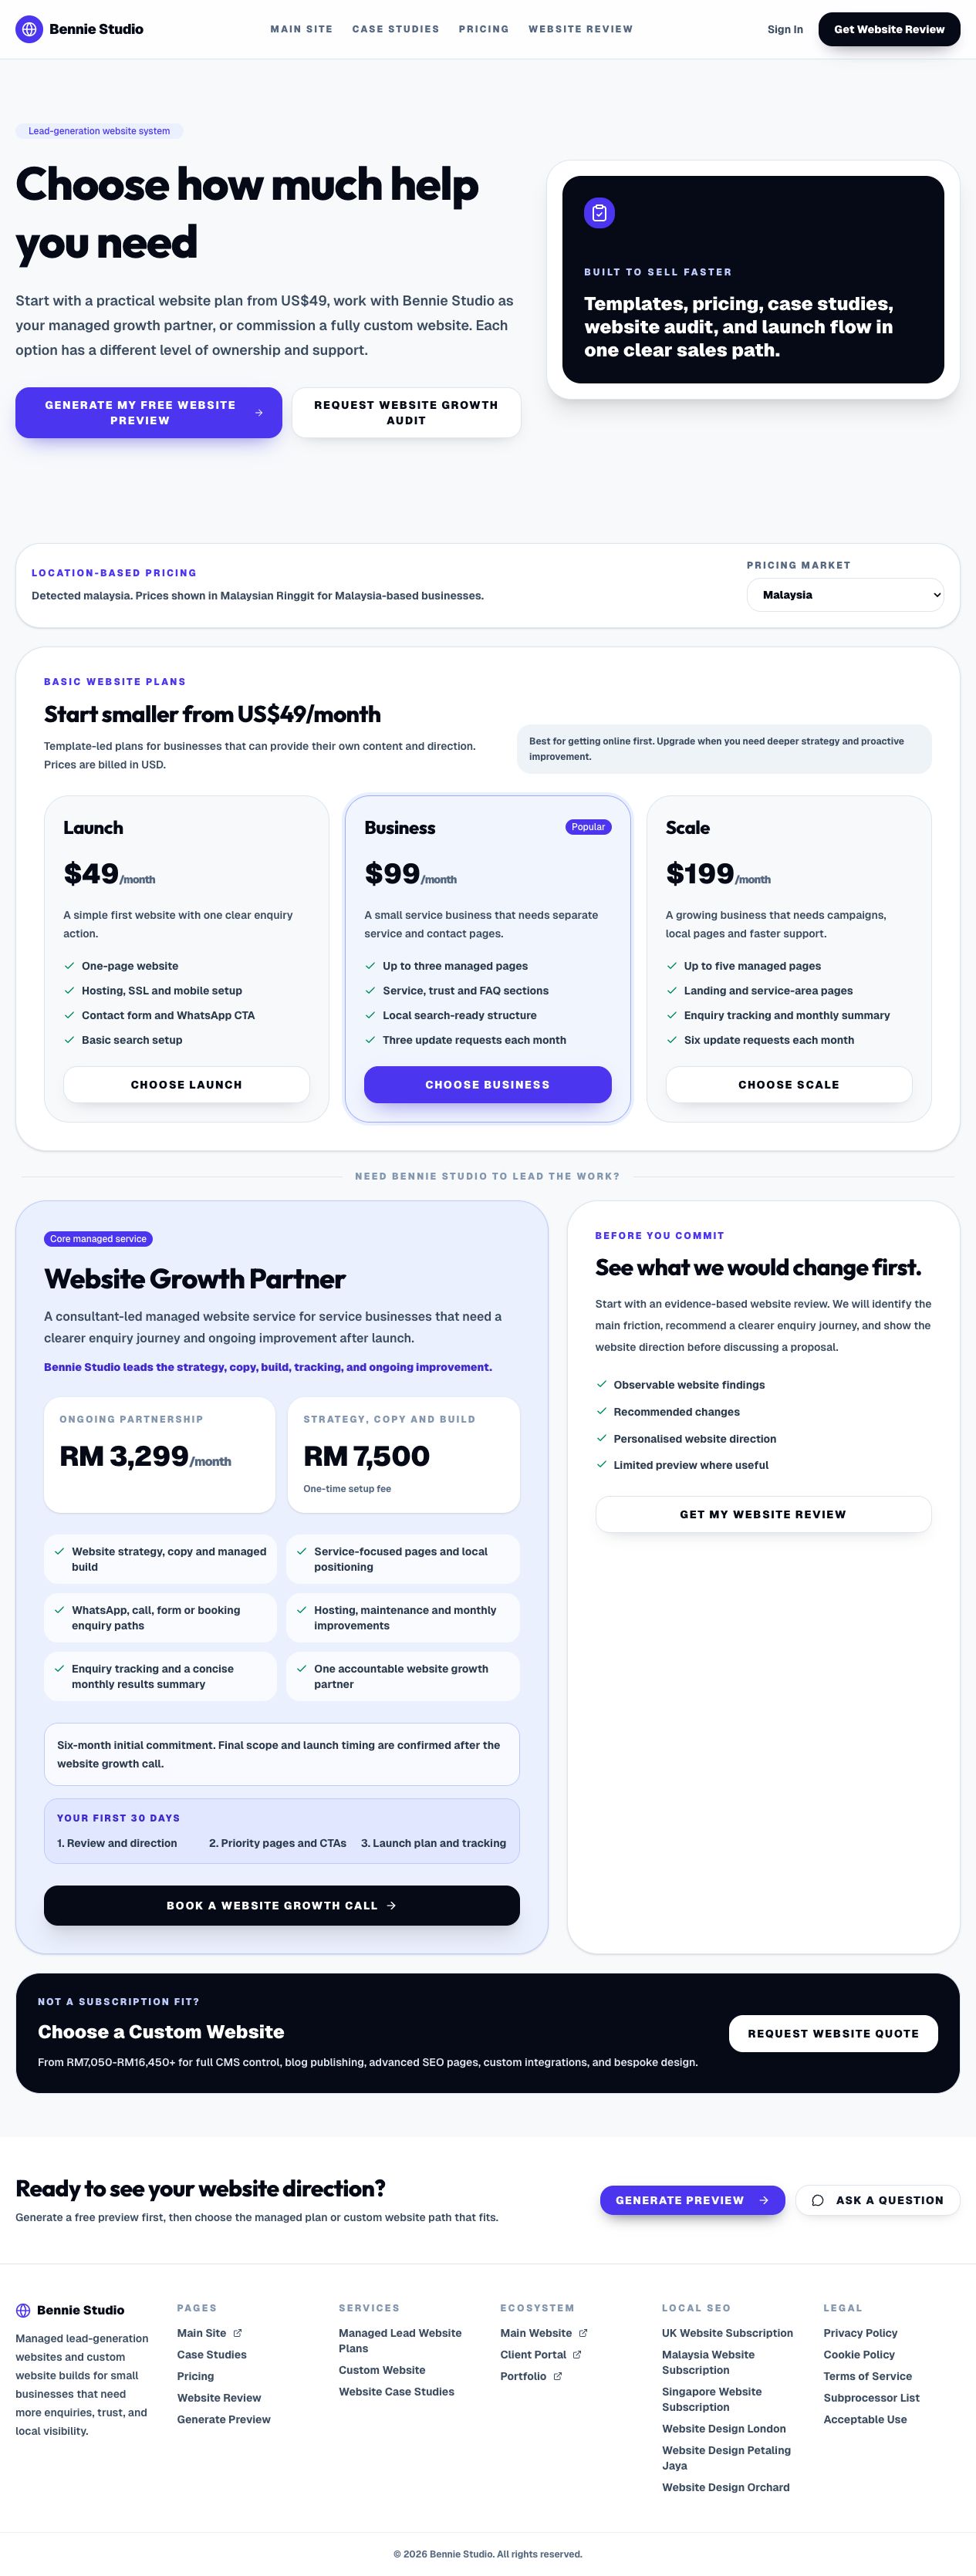 Bennie Studio
MAIN SITE
CASE STUDIES
PRICING
WEBSITE REVIEW
Sign In
Get Website Review
Lead-generation website system
Choose how much help
you need
Start with a practical website plan from US$49, work with Bennie Studio as
your managed growth partner, or commission a fully custom website. Each
option has a different level of ownership and support.
GENERATE MY FREE WEBSITE
PREVIEW
REQUEST WEBSITE GROWTH
AUDIT
BUILT TO SELL FASTER
Templates, pricing, case studies,
website audit, and launch flow in
one clear sales path.
LOCATION-BASED PRICING
Detected malaysia. Prices shown in Malaysian Ringgit for Malaysia-based businesses.
PRICING MARKET
Malaysia
BASIC WEBSITE PLANS
Start smaller from US$49/month
Template-led plans for businesses that can provide their own content and direction.
Prices are billed in USD.
Best for getting online first. Upgrade when you need deeper strategy and proactive
improvement.
Launch
$49/month
A simple first website with one clear enquiry
action.
One-page website
Hosting, SSL and mobile setup
Contact form and WhatsApp CTA
Basic search setup
CHOOSE LAUNCH
Business
Popular
$99/month
A small service business that needs separate
service and contact pages.
Up to three managed pages
Service, trust and FAQ sections
Local search-ready structure
Three update requests each month
CHOOSE BUSINESS
Scale
$199/month
A growing business that needs campaigns,
local pages and faster support.
Up to five managed pages
Landing and service-area pages
Enquiry tracking and monthly summary
Six update requests each month
CHOOSE SCALE
NEED BENNIE STUDIO TO LEAD THE WORK?
Core managed service
Website Growth Partner
A consultant-led managed website service for service businesses that need a
clearer enquiry journey and ongoing improvement after launch.
Bennie Studio leads the strategy, copy, build, tracking, and ongoing improvement.
ONGOING PARTNERSHIP
RM 3,299/month
STRATEGY, COPY AND BUILD
RM 7,500
One-time setup fee
Website strategy, copy and managed
build
Service-focused pages and local
positioning
WhatsApp, call, form or booking
enquiry paths
Hosting, maintenance and monthly
improvements
Enquiry tracking and a concise
monthly results summary
One accountable website growth
partner
Six-month initial commitment. Final scope and launch timing are confirmed after the
website growth call.
YOUR FIRST 30 DAYS
1. Review and direction
2. Priority pages and CTAs
3. Launch plan and tracking
BOOK A WEBSITE GROWTH CALL
BEFORE YOU COMMIT
See what we would change first.
Start with an evidence-based website review. We will identify the
main friction, recommend a clearer enquiry journey, and show the
website direction before discussing a proposal.
Observable website findings
Recommended changes
Personalised website direction
Limited preview where useful
GET MY WEBSITE REVIEW
NOT A SUBSCRIPTION FIT?
Choose a Custom Website
From RM7,050-RM16,450+ for full CMS control, blog publishing, advanced SEO pages, custom integrations, and bespoke design.
REQUEST WEBSITE QUOTE
Ready to see your website direction?
Generate a free preview first, then choose the managed plan or custom website path that fits.
GENERATE PREVIEW
ASK A QUESTION
Bennie Studio
Managed lead-generation
websites and custom
website builds for small
businesses that need
more enquiries, trust, and
local visibility.
PAGES
Main Site
Case Studies
Pricing
Website Review
Generate Preview
SERVICES
Managed Lead Website
Plans
Custom Website
Website Case Studies
ECOSYSTEM
Main Website
Client Portal
Portfolio
LOCAL SEO
UK Website Subscription
Malaysia Website
Subscription
Singapore Website
Subscription
Website Design London
Website Design Petaling
Jaya
Website Design Orchard
LEGAL
Privacy Policy
Cookie Policy
Terms of Service
Subprocessor List
Acceptable Use
© 2026 Bennie Studio. All rights reserved.